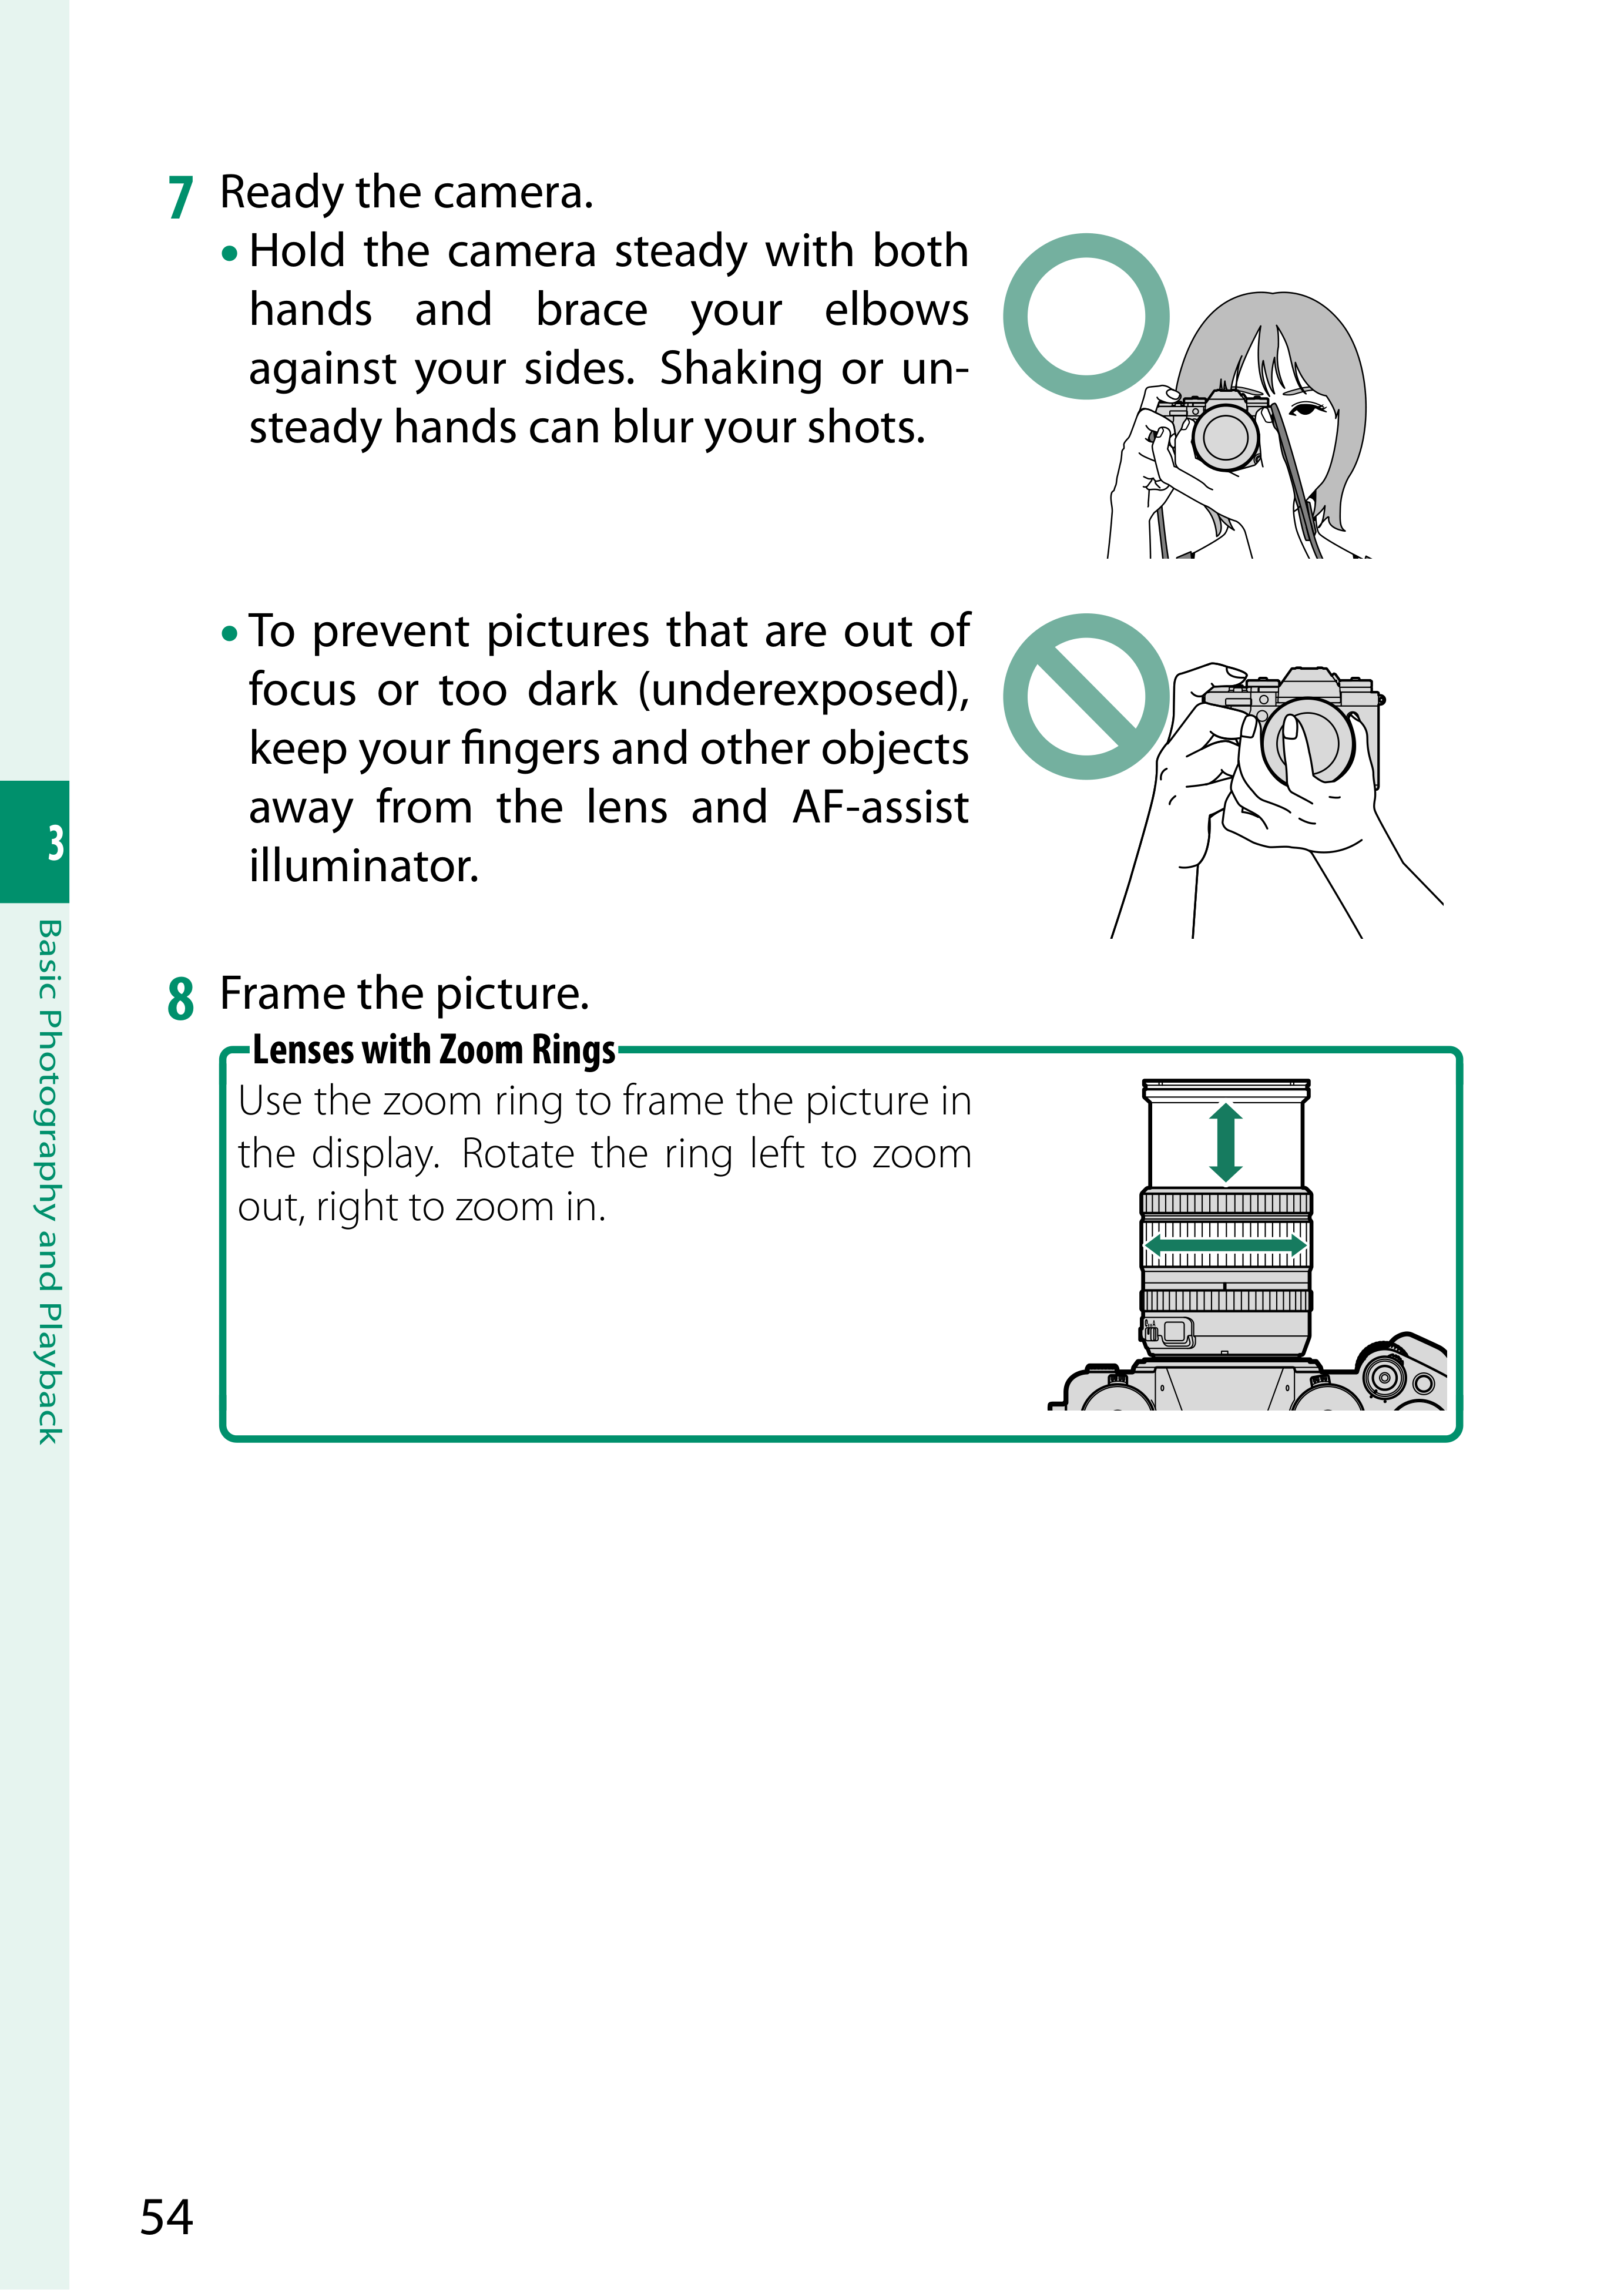 7 Ready the camera.
• Hold the camera steady with both
hands and brace your elbows
against your sides. Shaking or un-
steady hands can blur your shots.
• To prevent pictures that are out of
focus or too dark (underexposed),
keep your fingers and other objects
away from the lens and AF-assist
illuminator.
8 Frame the picture.
Lenses with Zoom Rings
Use the zoom ring to frame the picture in
the display. Rotate the ring left to zoom
out, right to zoom in.
3
Basic Photography and Playback
54